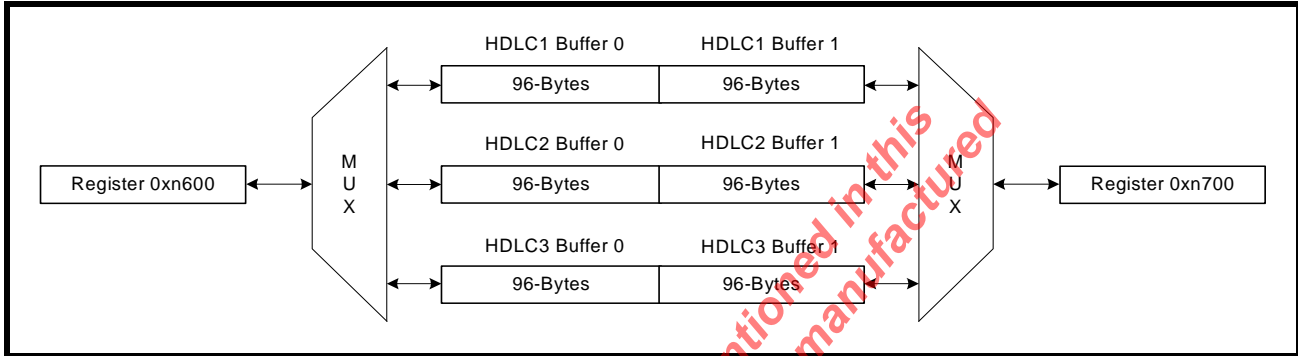 HDLC1 Buffer 0 HDLC1 Buffer 1
96-Bytes 96-Bytes
HDLC2 Buffer 0 HDLC2 Buffer 1
Register 0xn600 M U X 96-Bytes 96-Bytes M U X Register 0xn700
HDLC3 Buffer 0 HDLC3 Buffer 1
96-Bytes 96-Bytes
tioned in this
manufactured